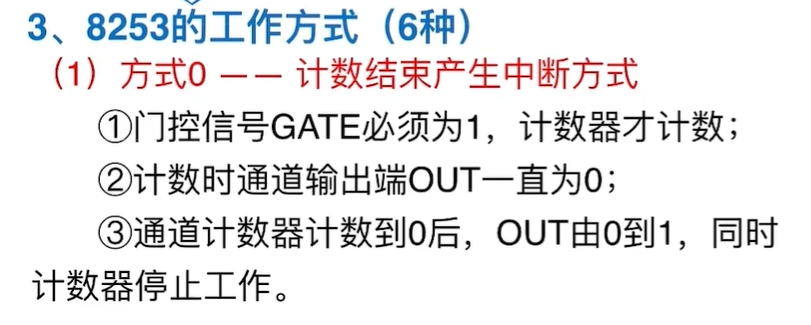 3、8253的工作方式（6种）
（1）方式0 —— 计数结束产生中断方式
①门控信号GATE必须为1，计数器才计数；
②计数时通道输出端OUT一直为0；
③通道计数器计数到0后，OUT由0到1，同时
计数器停止工作。